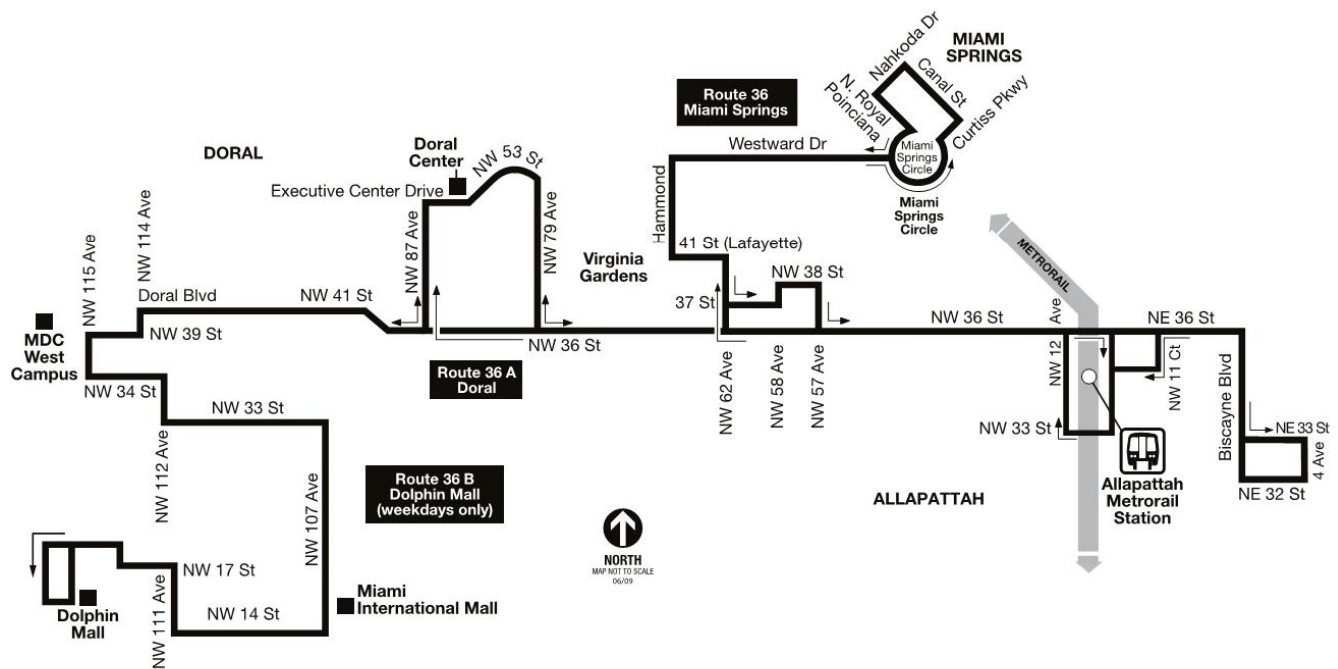 Nahkoda Dr
MIAMI
SPRINGS
Canal St
N. Royal
Poinciana
Curtiss Pkwy
Route 36
Miami Springs
Westward Dr
Miami
Springs
Circle
Miami
Springs
Circle
DORAL
Doral
Center
NW 53 St
Executive Center Drive
NW 115 Ave
NW 114 Ave
NW 87 Ave
NW 79 Ave
Hammond
Virginia
Gardens
41 St (Lafayette)
NW 38 St
37 St
METRORAIL
Doral Blvd
NW 41 St
NW 39 St
MDC
West
Campus
NW 34 St
NW 36 St
NW 36 St
NE 36 St
Route 36 A
Doral
NW 62 Ave
NW 58 Ave
NW 57 Ave
NW 12 Ave
NW 11 Ct
NW 33 St
NW 33 St
Biscayne Blvd
NE 33 St
4 Ave
NE 32 St
NW 112 Ave
NW 107 Ave
Route 36 B
Dolphin Mall
(weekdays only)
ALLAPATTAH
Allapattah
Metrorail
Station
NORTH
MAP NOT TO SCALE
06/09
NW 17 St
Dolphin
Mall
NW 111 Ave
NW 14 St
Miami
International Mall